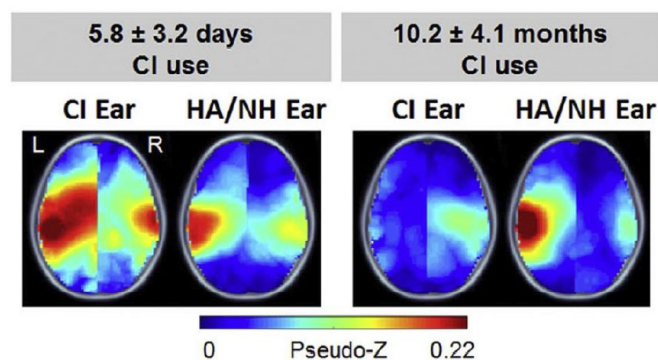 5.8 ± 3.2 days
CI use
10.2 ± 4.1 months
CI use
CI Ear
HA/NH Ear
CI Ear
HA/NH Ear
L
R
0
Pseudo-Z
0.22